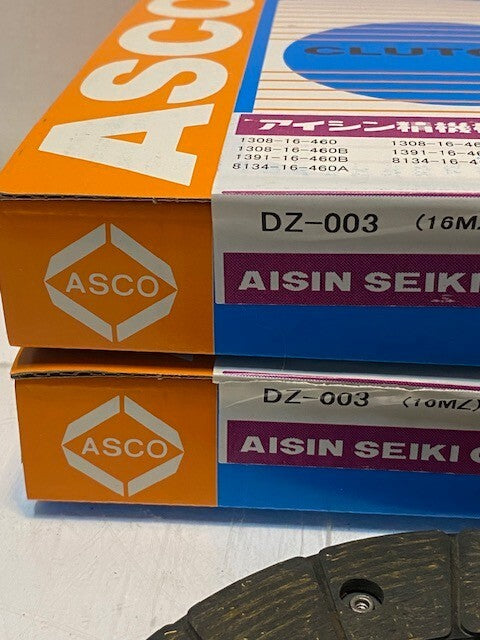 ASCO
CLUTC
アイシン精機
1308-16-460
1308-16-460B
1391-16-460B
8134-16-460A
1308-16-46
1391-16-46
8134-16-4
DZ-003 (16MZ
ASCO
AISIN SEIKI
DZ-003 (16MZ)
ASCO
AISIN SEIKI